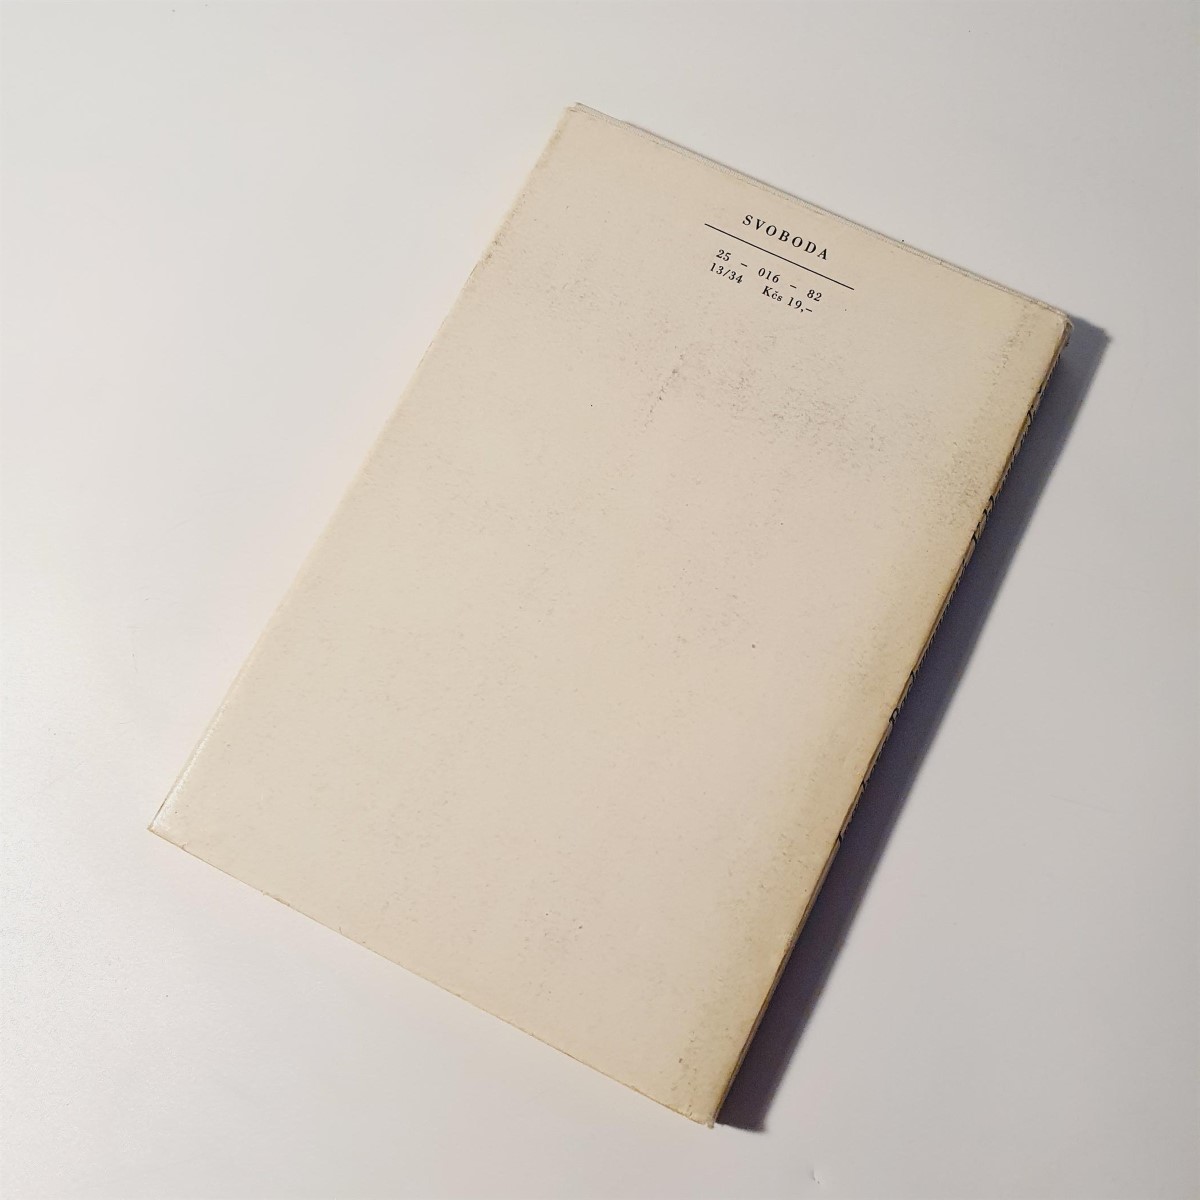 SVOBODA
25 – 016 – 82
13/34 Kčs 19,–